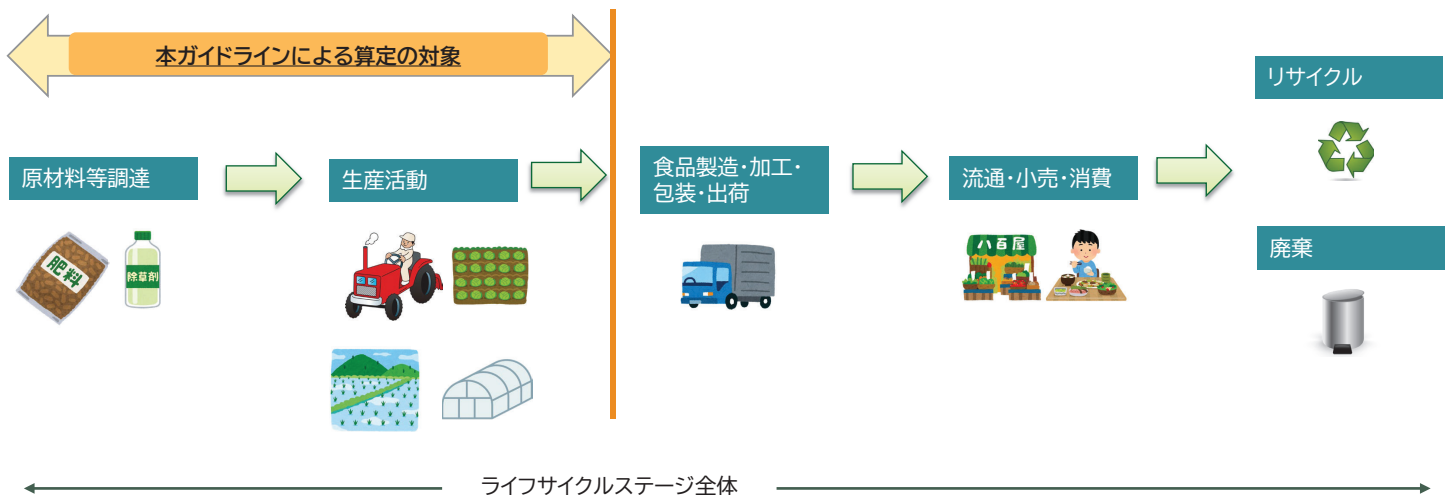 本ガイドラインによる算定の対象
原材料等調達
生産活動
食品製造・加工・
包装・出荷
流通・小売・消費
リサイクル
廃棄
肥料
除草剤
八百屋
ライフサイクルステージ全体